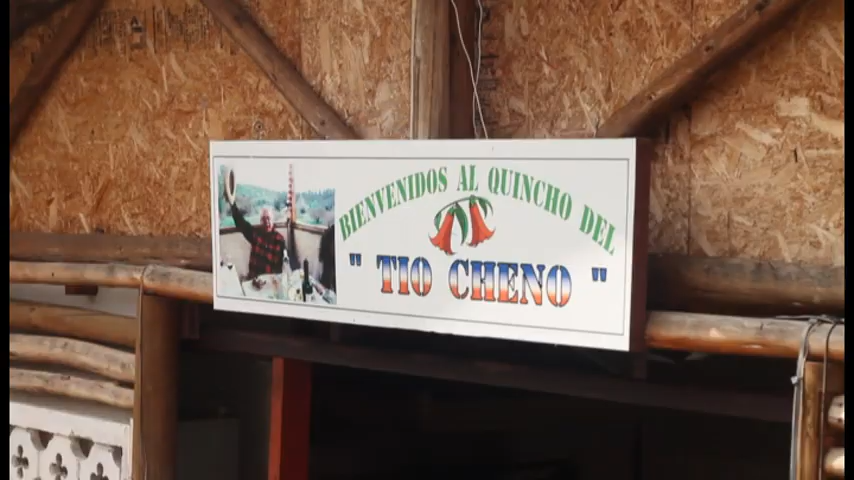 BIENVENIDOS AL QUINCHO DEL
" TIO CHENO "